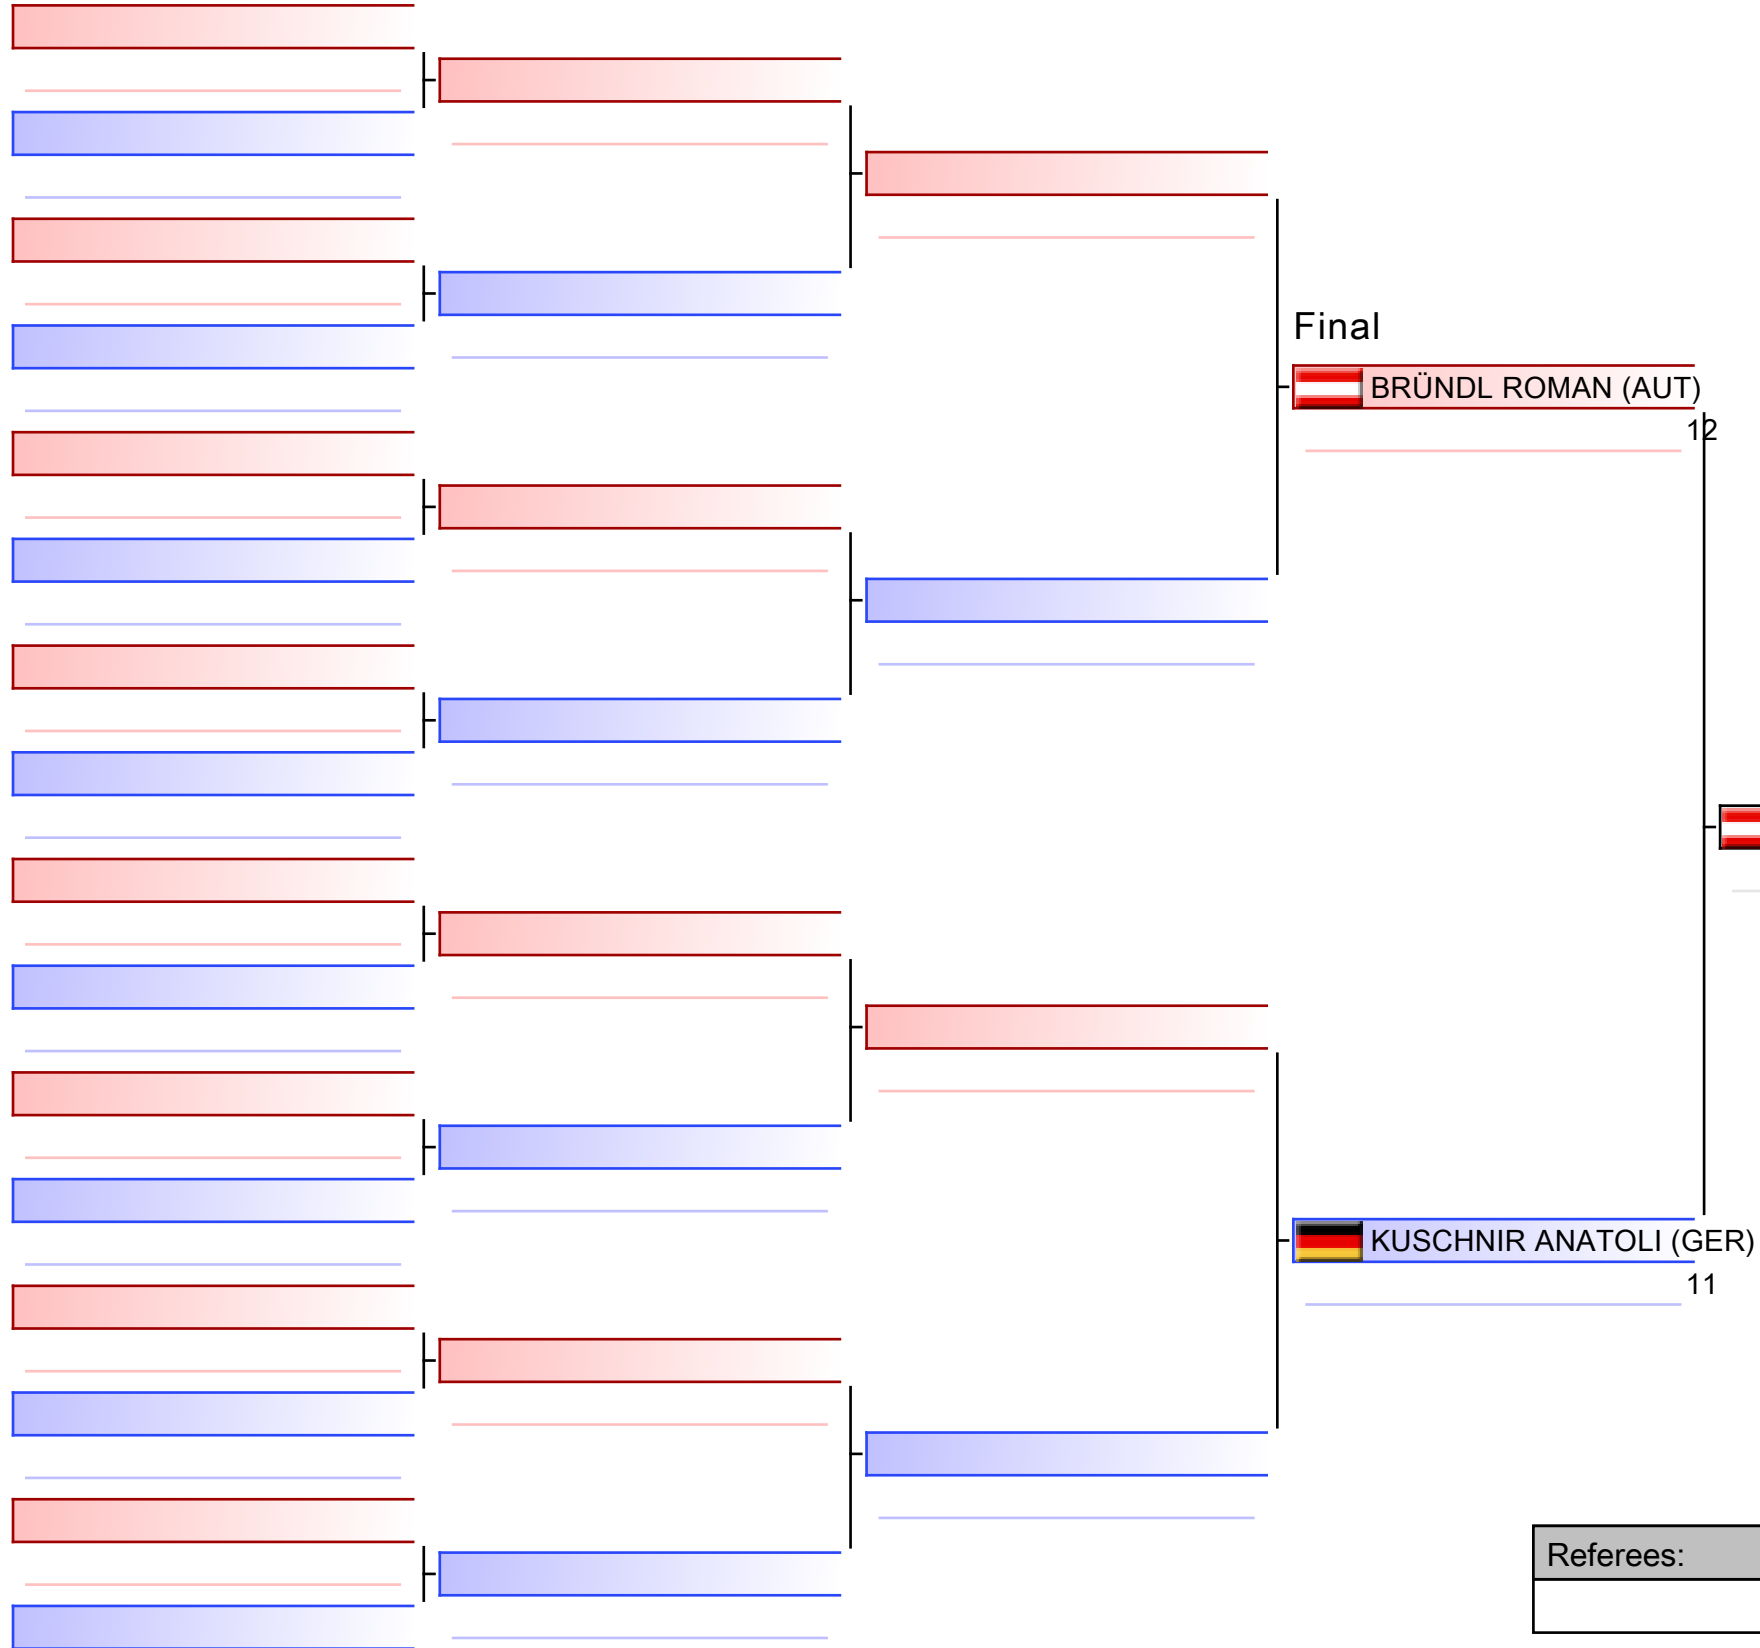 Final
BRÜNDL ROMAN (AUT)
12
KUSCHNIR ANATOLI (GER)
11
Referees: